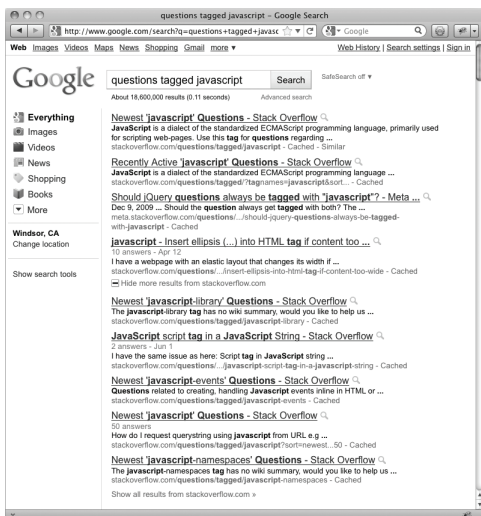 questions tagged javascript - Google Search
http://www.google.com/search?q=questions+tagged+javasc
Google
Web Images Videos Maps News Shopping Gmail more ▼
Web History | Search settings | Sign in
Google
questions tagged javascript
Search
SafeSearch off ▼
About 18,600,000 results (0.11 seconds)
Advanced search
Everything
Images
Videos
News
Shopping
Books
More
Windsor, CA
Change location
Show search tools
Newest 'javascript' Questions - Stack Overflow
JavaScript is a dialect of the standardized ECMAScript programming language, primarily used
for scripting web-pages. Use this tag for questions regarding ...
stackoverflow.com/questions/tagged/javascript - Cached - Similar
Recently Active 'javascript' Questions - Stack Overflow
JavaScript is a dialect of the standardized ECMAScript programming language, ...
stackoverflow.com/questions/tagged/?tagnames=javascript&sort... - Cached
Should jQuery questions always be tagged with "javascript"? - Meta ...
Dec 9, 2009 ... Should the question always get tagged with both? The ...
meta.stackoverflow.com/questions/.../should-jquery-questions-always-be-tagged-
with-javascript - Cached
javascript - Insert ellipsis (...) into HTML tag if content too ...
10 answers - Apr 12
I have a webpage with an elastic layout that changes its width if ...
stackoverflow.com/questions/.../insert-ellipsis-into-html-tag-if-content-too-wide - Cached
Hide more results from stackoverflow.com
Newest 'javascript-library' Questions - Stack Overflow
The javascript-library tag has no wiki summary, would you like to help us ...
stackoverflow.com/questions/tagged/javascript-library - Cached
JavaScript script tag in a JavaScript String - Stack Overflow
2 answers - Jun 1
I have the same issue as here: Script tag in JavaScript string ...
stackoverflow.com/questions/.../javascript-script-tag-in-a-javascript-string - Cached
Newest 'javascript-events' Questions - Stack Overflow
Questions related to creating, handling Javascript events inline in HTML or ...
stackoverflow.com/questions/tagged/javascript-events - Cached
Newest 'javascript' Questions - Stack Overflow
50 answers
How do I request querystring using javascript from URL e.g ...
stackoverflow.com/questions/tagged/javascript?sort=newest...50 - Cached
Newest 'javascript-namespaces' Questions - Stack Overflow
The javascript-namespaces tag has no wiki summary, would you like to help us ...
stackoverflow.com/questions/tagged/javascript-namespaces - Cached
Show all results from stackoverflow.com »